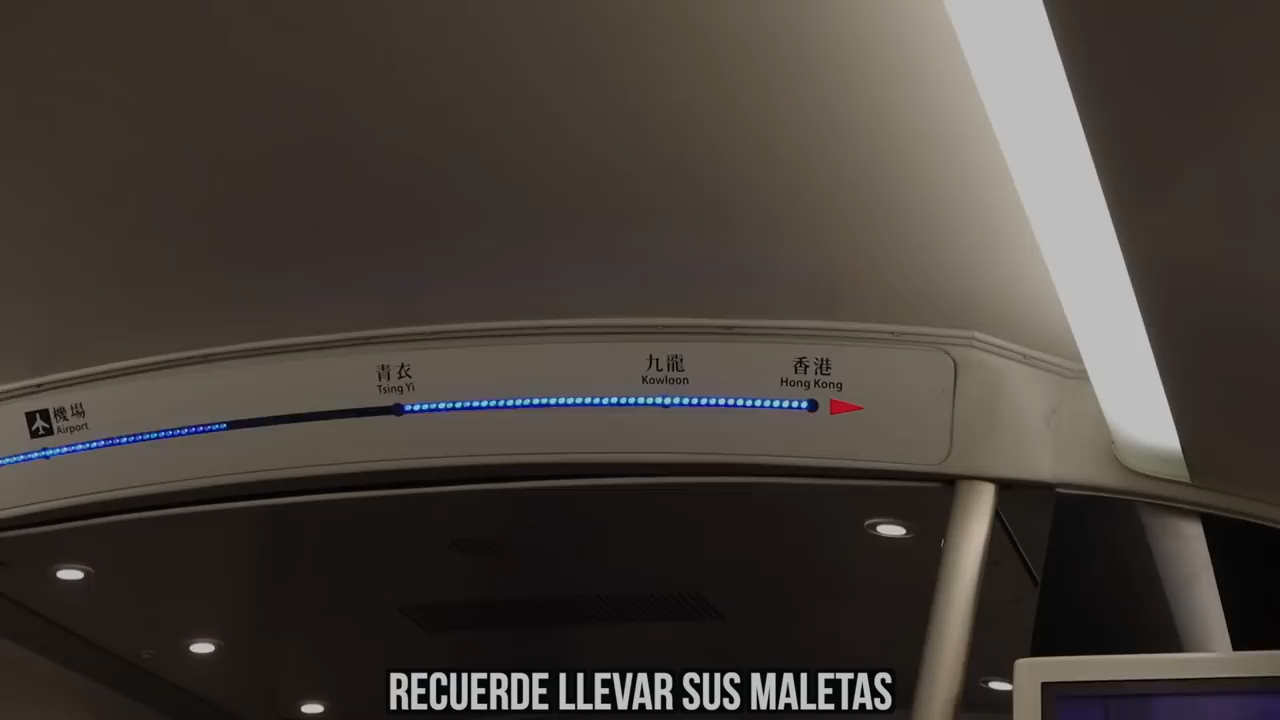 機場
Airport
青衣
Tsing Yi
九龍
Kowloon
香港
Hong Kong
RECUERDE LLEVAR SUS MALETAS